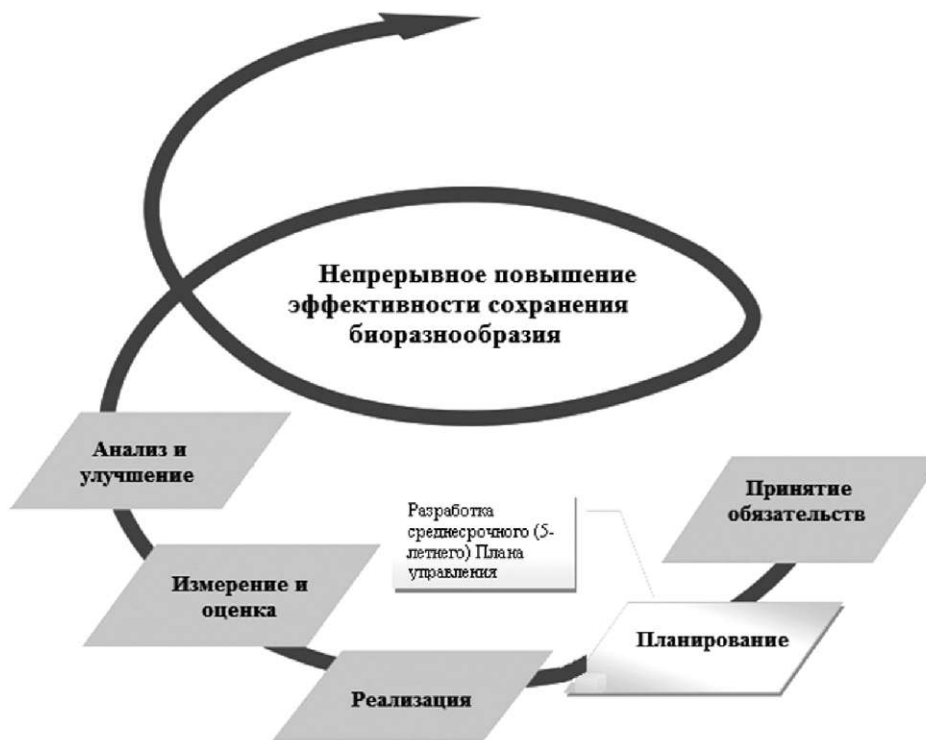 Непрерывное повышение
эффективности сохранения
биоразнообразия
Анализ и
улучшение
Разработка
среднесрочного (5-
летнего) Плана
управления
Принятие
обязательств
Измерение и
оценка
Планирование
Реализация